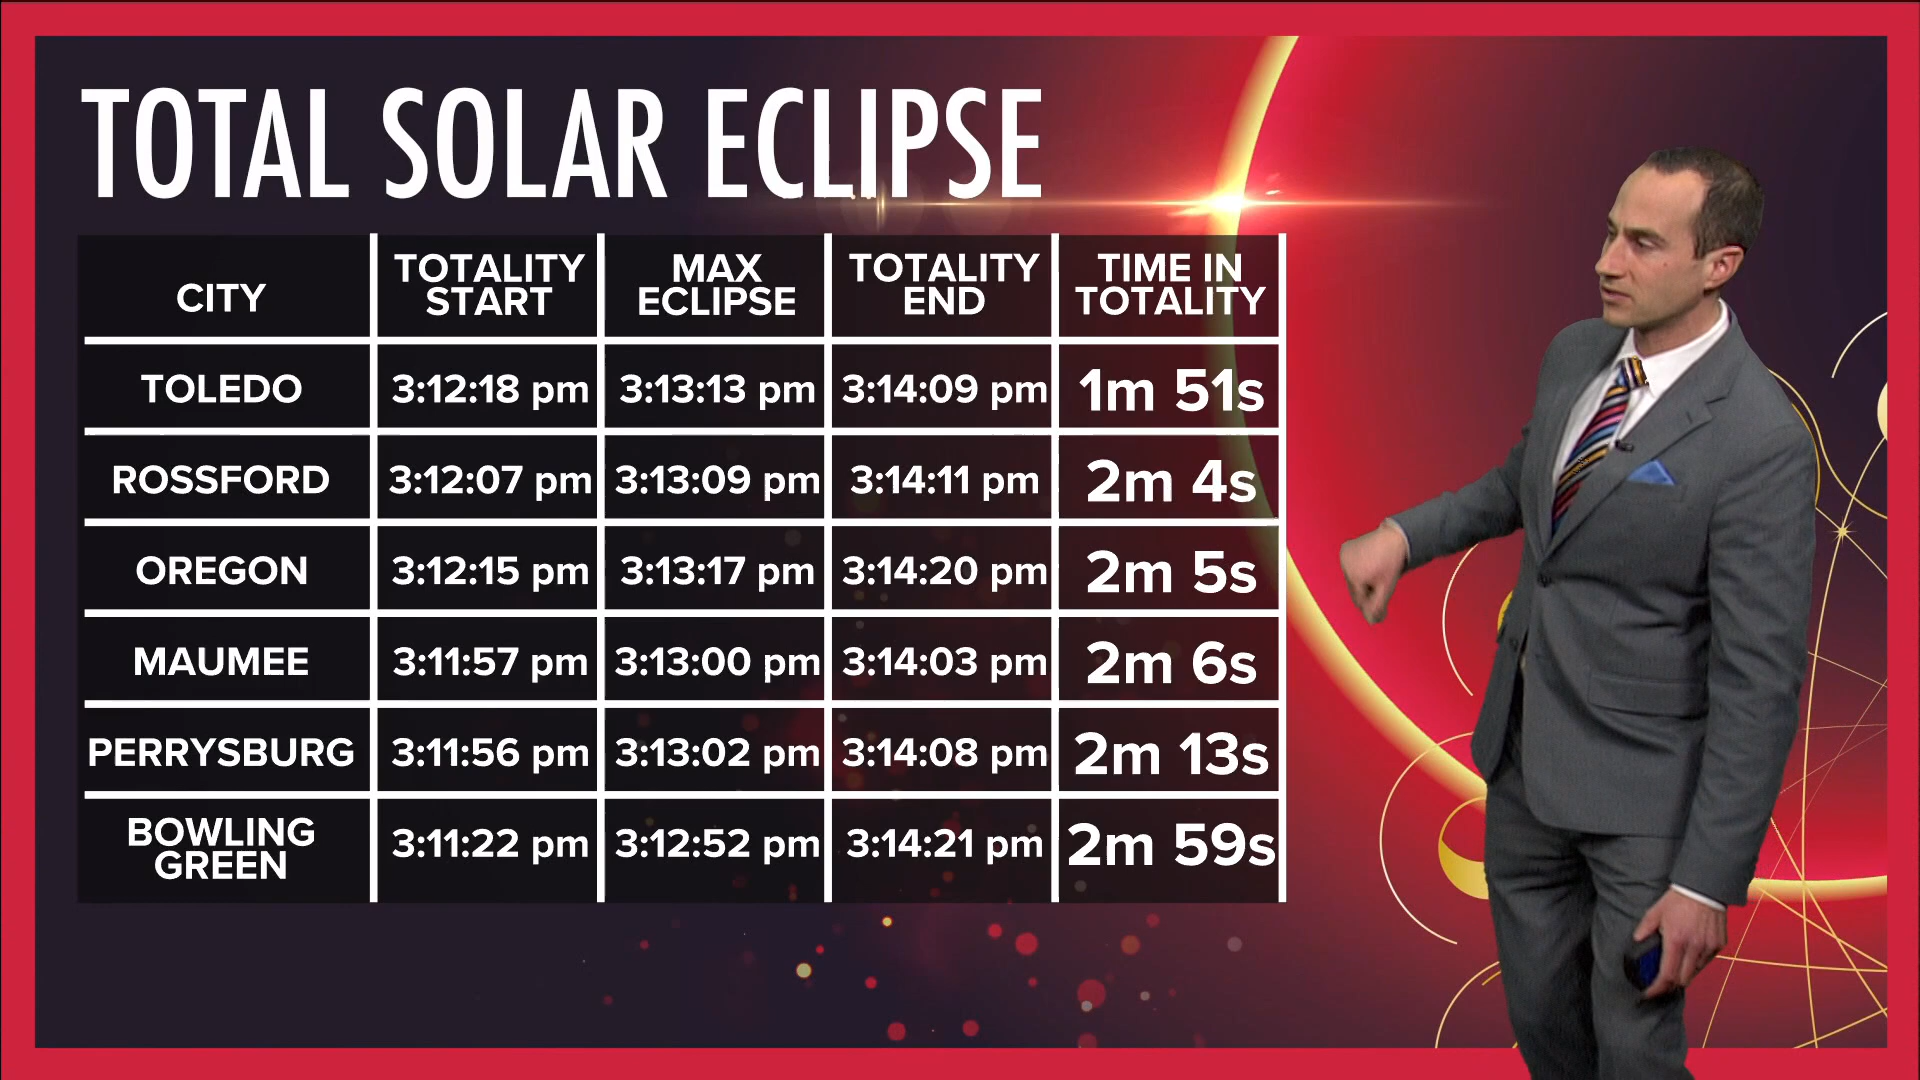 TOTAL SOLAR ECLIPSE
CITY
TOTALITY
START
MAX
ECLIPSE
TOTALITY
END
TIME IN
TOTALITY
TOLEDO 3:12:18 pm 3:13:13 pm 3:14:09 pm 1m 51s
ROSSFORD 3:12:07 pm 3:13:09 pm 3:14:11 pm 2m 4s
OREGON 3:12:15 pm 3:13:17 pm 3:14:20 pm 2m 5s
MAUMEE 3:11:57 pm 3:13:00 pm 3:14:03 pm 2m 6s
PERRYSBURG 3:11:56 pm 3:13:02 pm 3:14:08 pm 2m 13s
BOWLING
GREEN
3:11:22 pm 3:12:52 pm 3:14:21 pm 2m 59s